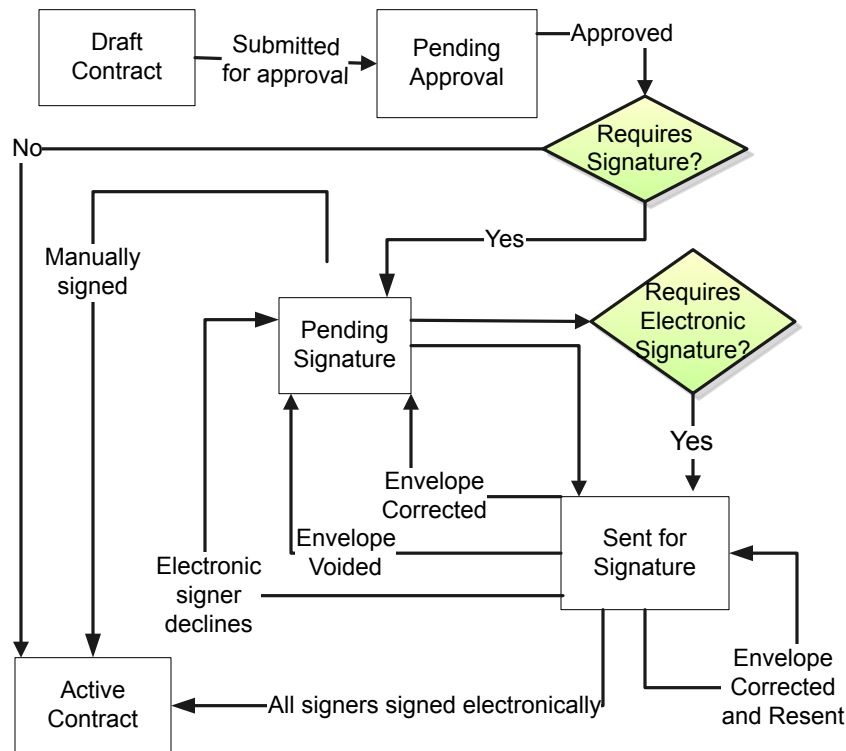 Draft
Contract
Submitted
for approval
Pending
Approval
Approved
Requires
Signature?
No
Yes
Manually
signed
Requires
Electronic
Signature?
Pending
Signature
Yes
Envelope
Corrected
Sent for
Signature
Envelope
Voided
Electronic
signer
declines
Envelope
Corrected
and Resent
Active
Contract
All signers signed electronically